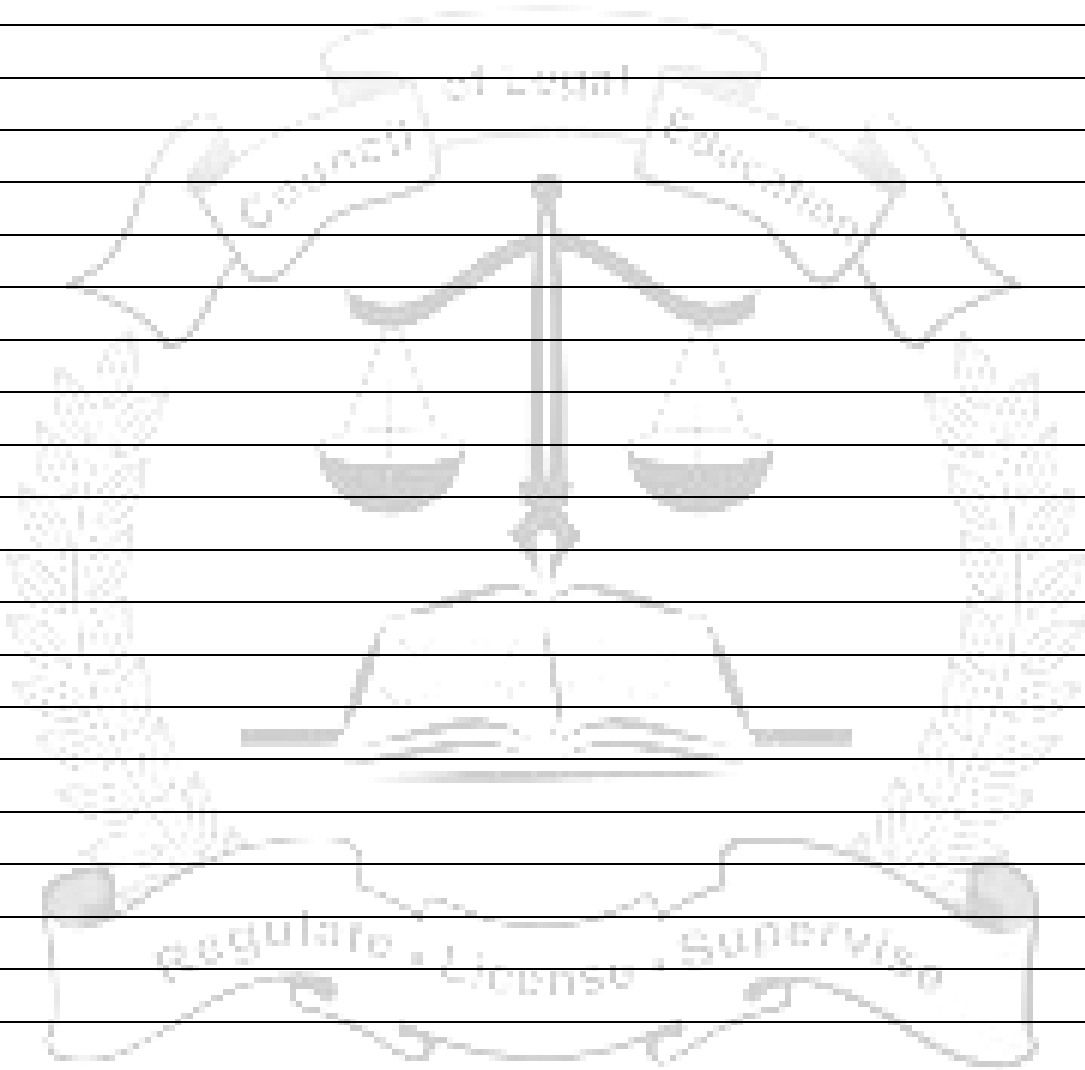 Council of Legal Education
Regulate . License . Supervise